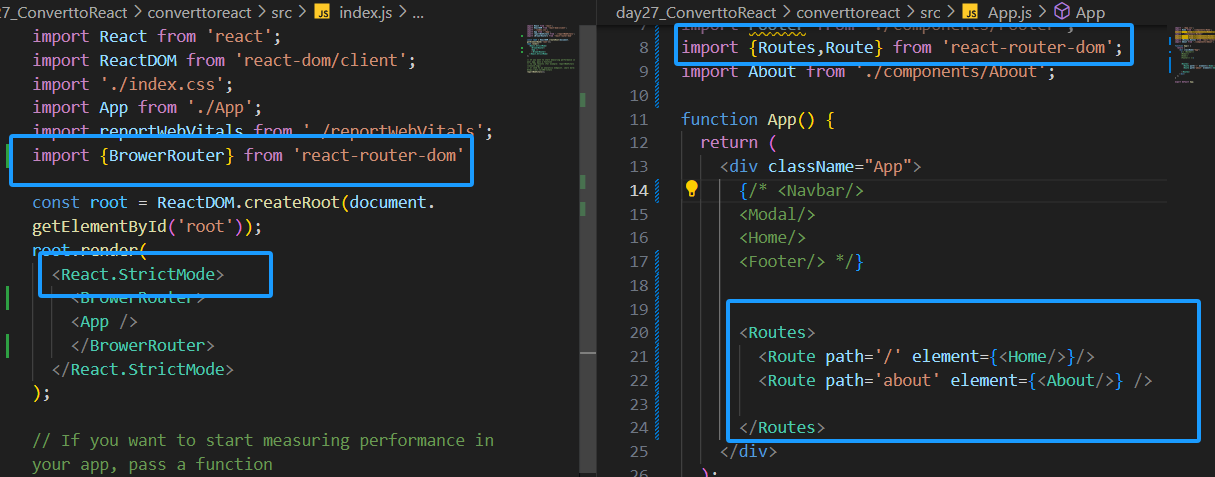 27_ConverttoReact > converttoreact > src > JS index.js > ...
import React from 'react';
import ReactDOM from 'react-dom/client';
import './index.css';
import App from './App';
import reportWebVitals from './reportWebVitals';
import {BrowerRouter} from 'react-router-dom'
const root = ReactDOM.createRoot(document.
getElementById('root'));
root.render(
<React.StrictMode>
<BrowerRouter>
<App />
</BrowerRouter>
</React.StrictMode>
);
// If you want to start measuring performance in
your app, pass a function
day27_ConverttoReact > converttoreact > src > JS App.js > App
import Footer from './components/Footer';
8 import {Routes,Route} from 'react-router-dom';
9 import About from './components/About';
10
11 function App() {
12 return (
13 <div className="App">
14 {/* <Navbar/>
15 <Modal/>
16 <Home/>
17 <Footer/> */}
18
19
20 <Routes>
21 <Route path='/' element={<Home/>}/>
22 <Route path='about' element={<About/>} />
23
24 </Routes>
25 </div>
26 );